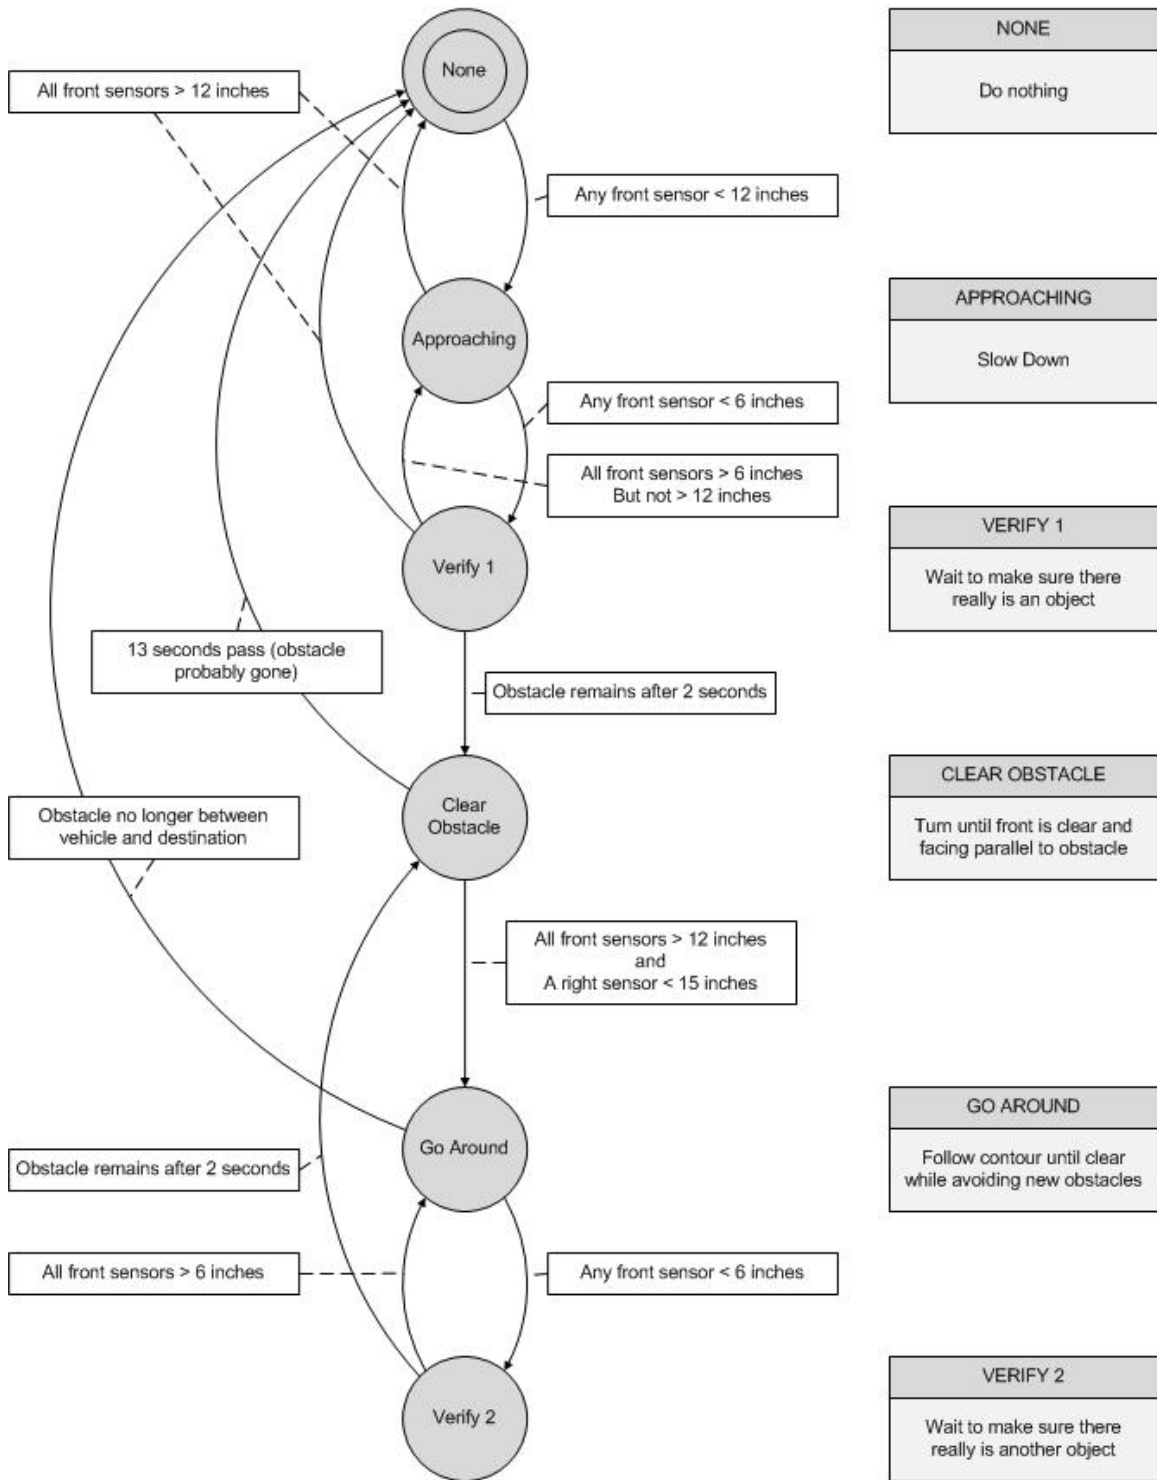 None
NONE
Do nothing
All front sensors > 12 inches
Any front sensor < 12 inches
Approaching
APPROACHING
Slow Down
Any front sensor < 6 inches
All front sensors > 6 inches
But not > 12 inches
Verify 1
VERIFY 1
Wait to make sure there
really is an object
13 seconds pass (obstacle
probably gone)
Obstacle remains after 2 seconds
Clear
Obstacle
CLEAR OBSTACLE
Turn until front is clear and
facing parallel to obstacle
Obstacle no longer between
vehicle and destination
All front sensors > 12 inches
and
A right sensor < 15 inches
Go Around
GO AROUND
Follow contour until clear
while avoiding new obstacles
Obstacle remains after 2 seconds
All front sensors > 6 inches
Any front sensor < 6 inches
Verify 2
VERIFY 2
Wait to make sure there
really is another object